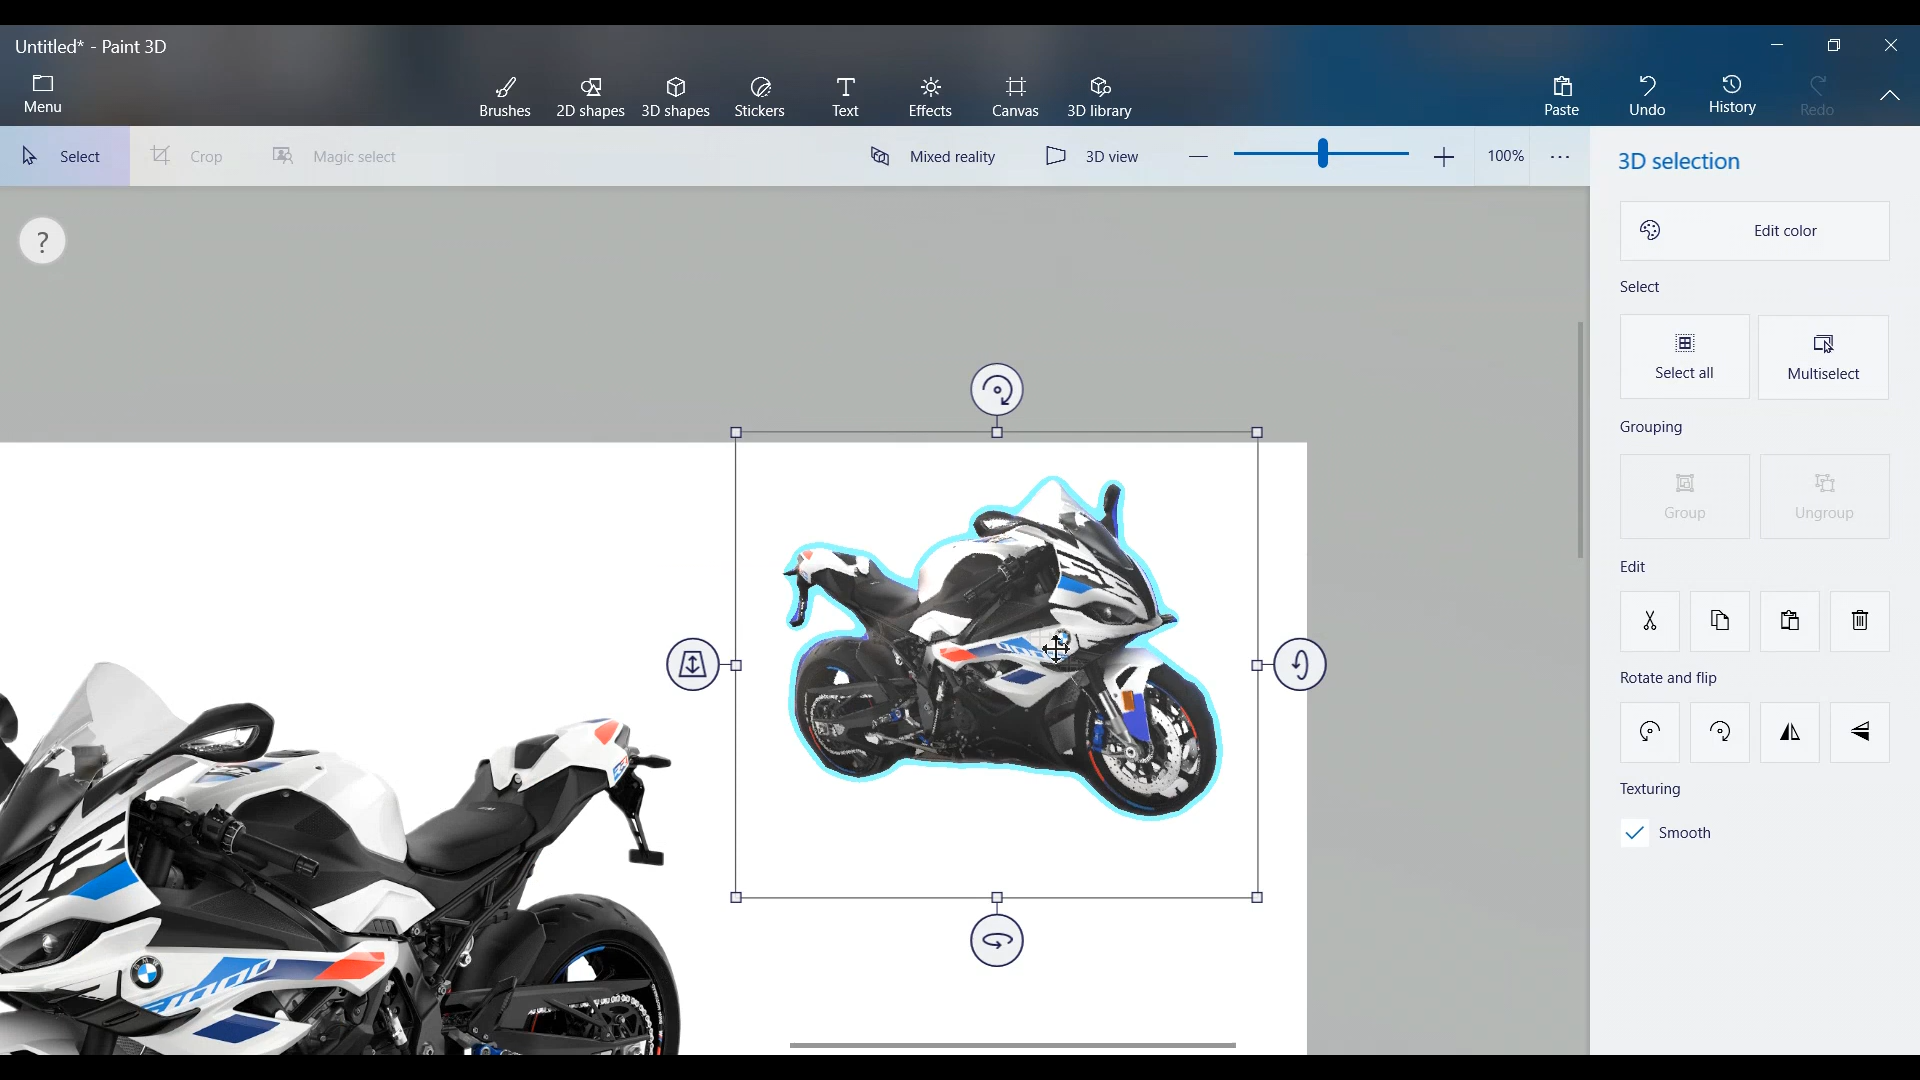 Untitled* - Paint 3D
Menu
Brushes
2D shapes
3D shapes
Stickers
Text
Effects
Canvas
3D library
Paste
Undo
History
Redo
Select
Crop
Magic select
Mixed reality
3D view
100%
3D selection
?
Edit color
Select
Select all
Multiselect
Grouping
Group
Ungroup
Edit
Rotate and flip
Texturing
Smooth